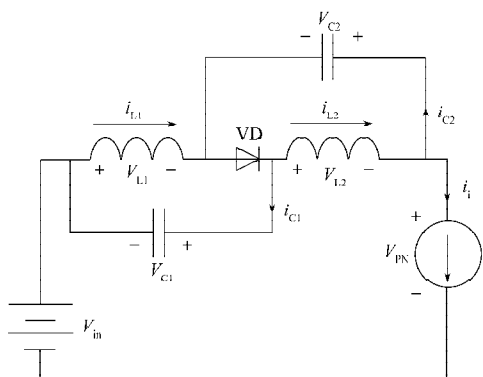 V_C2
− +
i_L1
VD
i_L2
i_C2
+ V_L1 −
+ V_L2 −
i_C1
i_i
− +
V_C1
+
V_PN
−
V_in